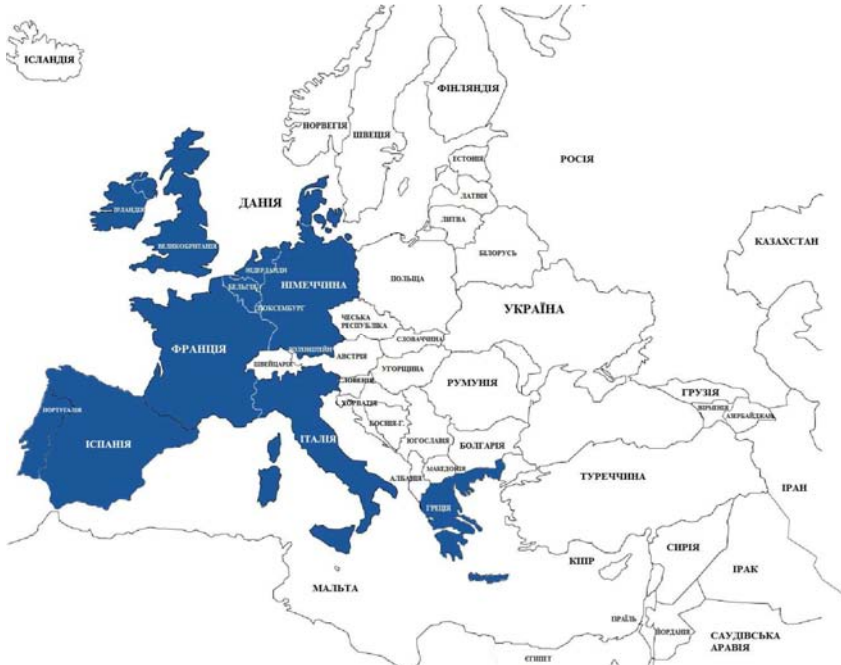 ІСЛАНДІЯ
ФІНЛЯНДІЯ
НОРВЕГІЯ
ШВЕЦІЯ
ЕСТОНІЯ
РОСІЯ
ЛАТВІЯ
ДАНІЯ
ІРЛАНДІЯ
ЛИТВА
ВЕЛИКОБРИТАНІЯ
БІЛОРУСЬ
КАЗАХСТАН
НІДЕРЛАНДИ
ПОЛЬЩА
БЕЛЬГІЯ
НІМЕЧЧИНА
ЛЮКСЕМБУРГ
УКРАЇНА
ЧЕСЬКА
РЕСПУБЛІКА
СЛОВАЧЧИНА
ФРАНЦІЯ
АВСТРІЯ
ШВЕЙЦАРІЯ
УГОРЩИНА
СЛОВЕНІЯ
РУМУНІЯ
ГРУЗІЯ
ХОРВАТІЯ
ВІРМЕНІЯ
ПОРТУГАЛІЯ
АЗЕРБАЙДЖАН
БОСНІЯ-Г.
ІСПАНІЯ
ІТАЛІЯ
ЮГОСЛАВІЯ
БОЛГАРІЯ
МАКЕДОНІЯ
ТУРЕЧЧИНА
АЛБАНІЯ
ІРАН
ГРЕЦІЯ
СИРІЯ
КІПР
ІРАК
МАЛЬТА
ЙОРДАНІЯ
САУДІВСЬКА
АРАВІЯ
ЄГИПЕТ